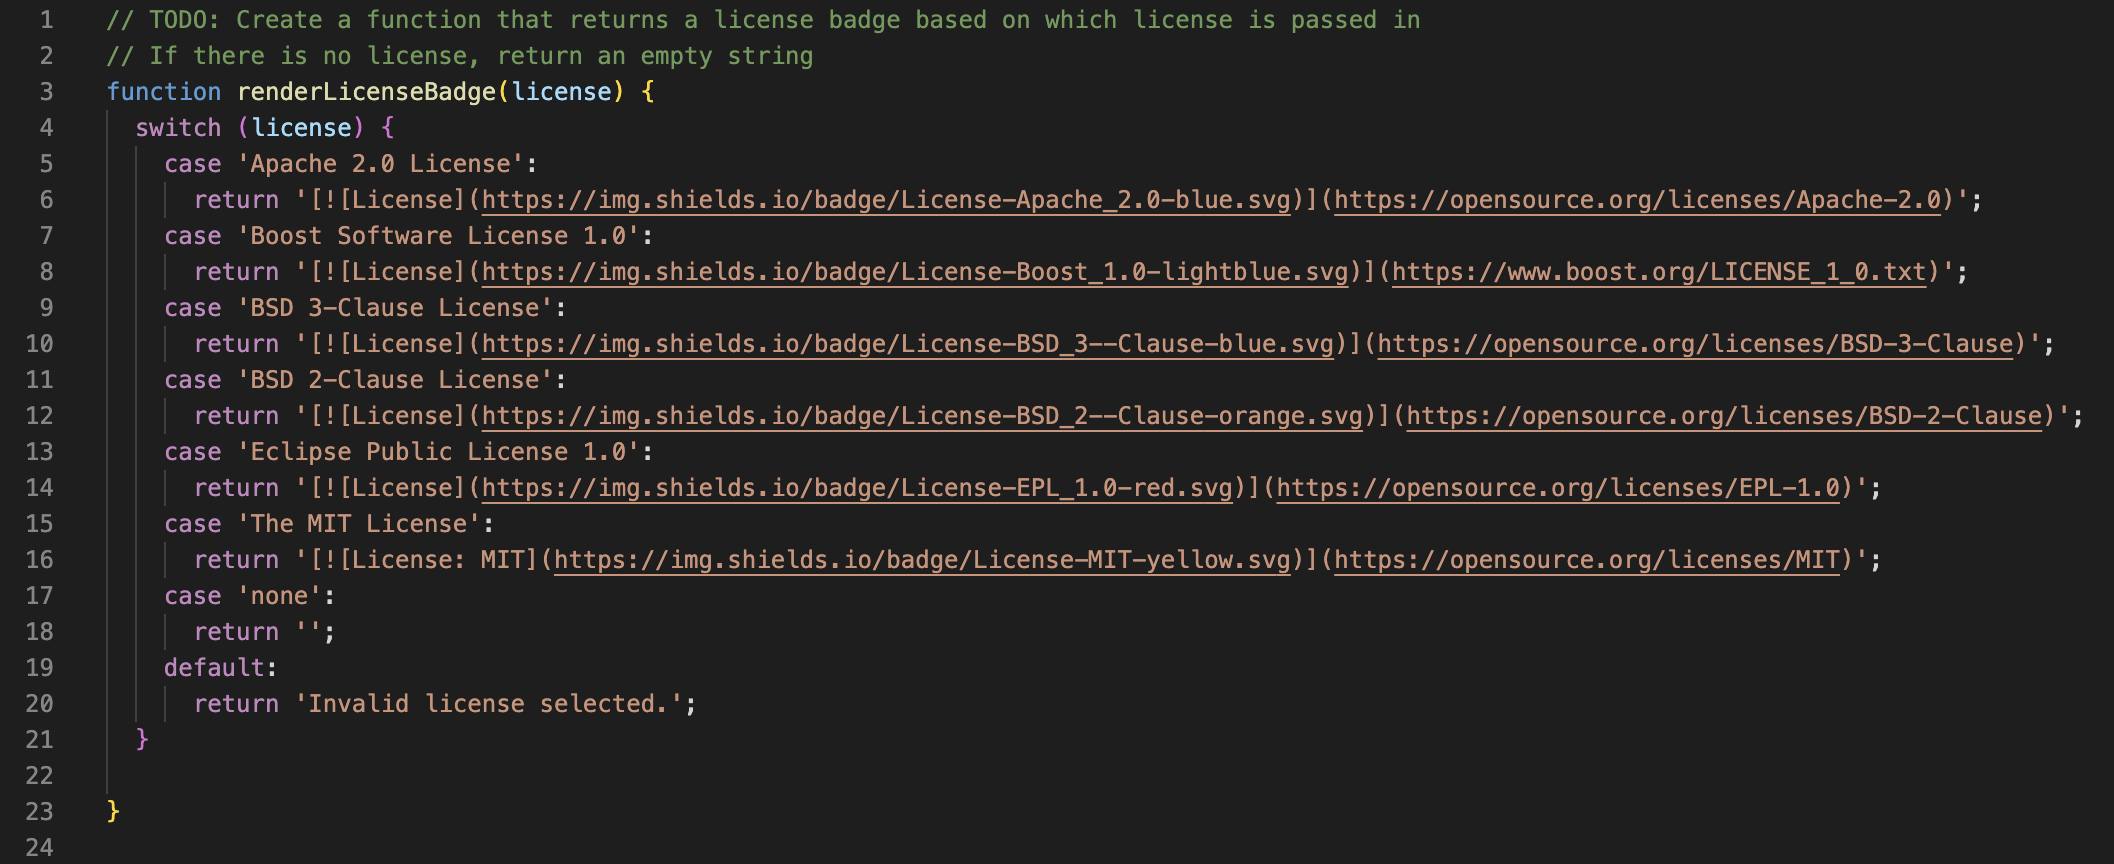 1 // TODO: Create a function that returns a license badge based on which license is passed in
2 // If there is no license, return an empty string
3 function renderLicenseBadge(license) {
4 switch (license) {
5 case 'Apache 2.0 License':
6 return '[![License](https://img.shields.io/badge/License-Apache_2.0-blue.svg)](https://opensource.org/licenses/Apache-2.0)';
7 case 'Boost Software License 1.0':
8 return '[![License](https://img.shields.io/badge/License-Boost_1.0-lightblue.svg)](https://www.boost.org/LICENSE_1_0.txt)';
9 case 'BSD 3-Clause License':
10 return '[![License](https://img.shields.io/badge/License-BSD_3--Clause-blue.svg)](https://opensource.org/licenses/BSD-3-Clause)';
11 case 'BSD 2-Clause License':
12 return '[![License](https://img.shields.io/badge/License-BSD_2--Clause-orange.svg)](https://opensource.org/licenses/BSD-2-Clause)';
13 case 'Eclipse Public License 1.0':
14 return '[![License](https://img.shields.io/badge/License-EPL_1.0-red.svg)](https://opensource.org/licenses/EPL-1.0)';
15 case 'The MIT License':
16 return '[![License: MIT](https://img.shields.io/badge/License-MIT-yellow.svg)](https://opensource.org/licenses/MIT)';
17 case 'none':
18 return '';
19 default:
20 return 'Invalid license selected.';
21 }
22
23 }
24